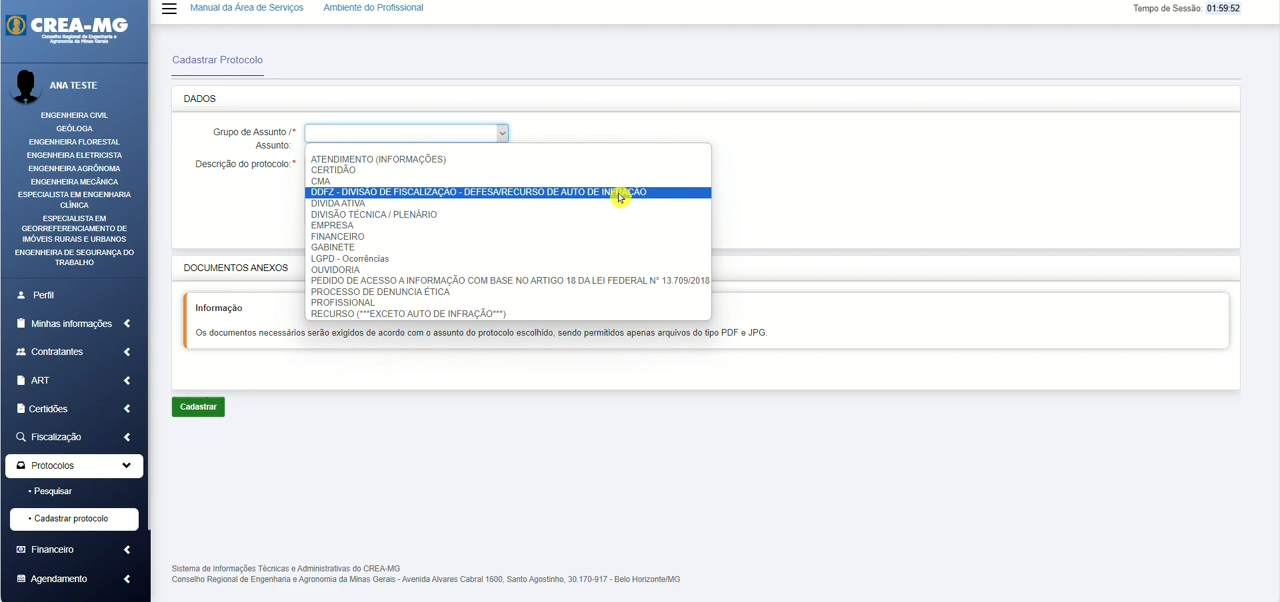 CREA-MG
Conselho Regional de Engenharia e
Agronomia de Minas Gerais
Manual da Área de Serviços
Ambiente do Profissional
Tempo de Sessão: 01:59:52
ANA TESTE
ENGENHEIRA CIVIL
GEÓLOGA
ENGENHEIRA FLORESTAL
ENGENHEIRA ELETRICISTA
ENGENHEIRA AGRÔNOMA
ENGENHEIRA MECÂNICA
ESPECIALISTA EM ENGENHARIA
CLÍNICA
ESPECIALISTA EM
GEORREFERENCIAMENTO DE
IMÓVEIS RURAIS E URBANOS
ENGENHEIRA DE SEGURANÇA DO
TRABALHO
Perfil
Minhas informações
Contratantes
ART
Certidões
Fiscalização
Protocolos
• Pesquisar
• Cadastrar protocolo
Financeiro
Agendamento
Cadastrar Protocolo
DADOS
Grupo de Assunto /*
Assunto:
Descrição do protocolo:*
ATENDIMENTO (INFORMAÇÕES)
CERTIDÃO
CMA
DDFZ - DIVISÃO DE FISCALIZAÇÃO - DEFESA/RECURSO DE AUTO DE INFRAÇÃO
DIVIDA ATIVA
DIVISÃO TÉCNICA / PLENÁRIO
EMPRESA
FINANCEIRO
GABINETE
LGPD - Ocorrências
OUVIDORIA
PEDIDO DE ACESSO A INFORMAÇÃO COM BASE NO ARTIGO 18 DA LEI FEDERAL N° 13.709/2018
PROCESSO DE DENUNCIA ÉTICA
PROFISSIONAL
RECURSO (***EXCETO AUTO DE INFRAÇÃO***)
DOCUMENTOS ANEXOS
Informação
Os documentos necessários serão exigidos de acordo com o assunto do protocolo escolhido, sendo permitidos apenas arquivos do tipo PDF e JPG.
Cadastrar
Sistema de Informações Técnicas e Administrativas do CREA-MG
Conselho Regional de Engenharia e Agronomia da Minas Gerais - Avenida Alvares Cabral 1600, Santo Agostinho, 30.170-917 - Belo Horizonte/MG